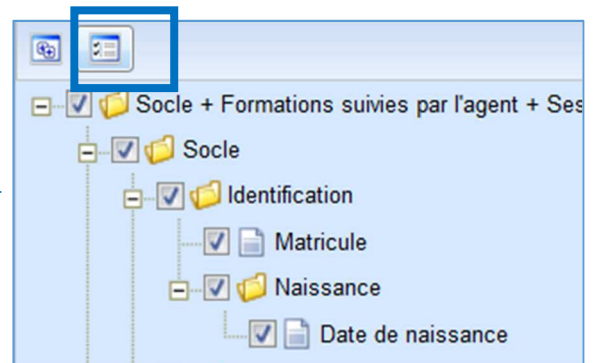 Socle + Formations suivies par l'agent + Ses
Socle
Identification
Matricule
Naissance
Date de naissance